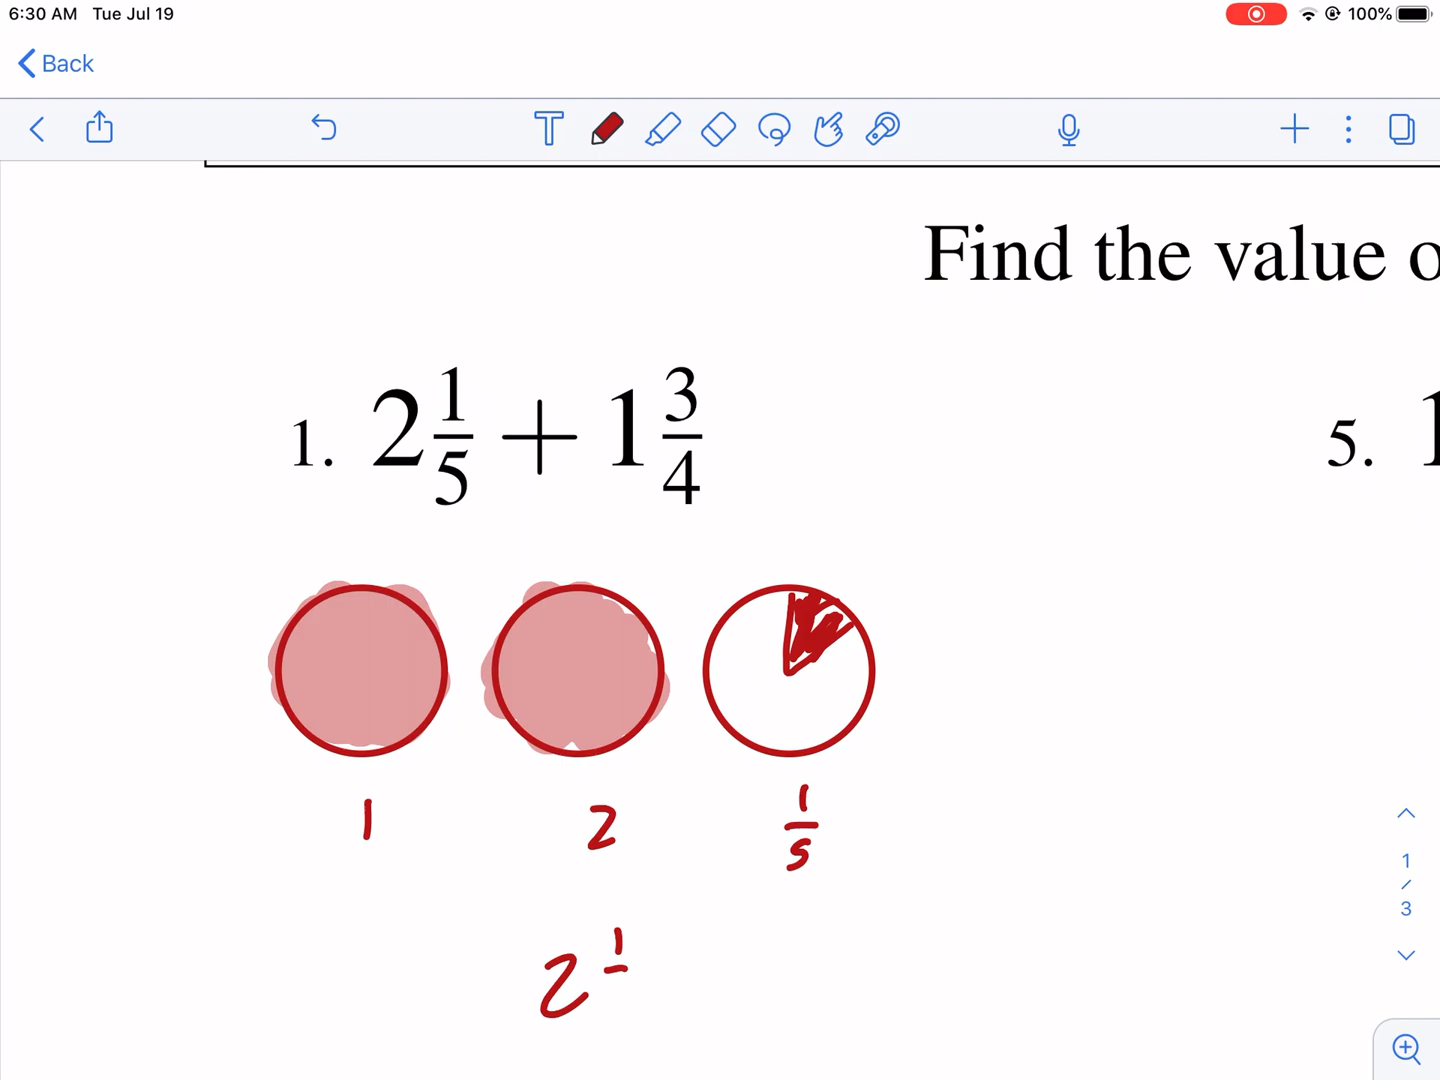 6:30 AM Tue Jul 19 100%
Back
T
Find the value o
1. 2 1/5 + 1 3/4
5. 1
1 2 1/5
2 1/
1 / 3